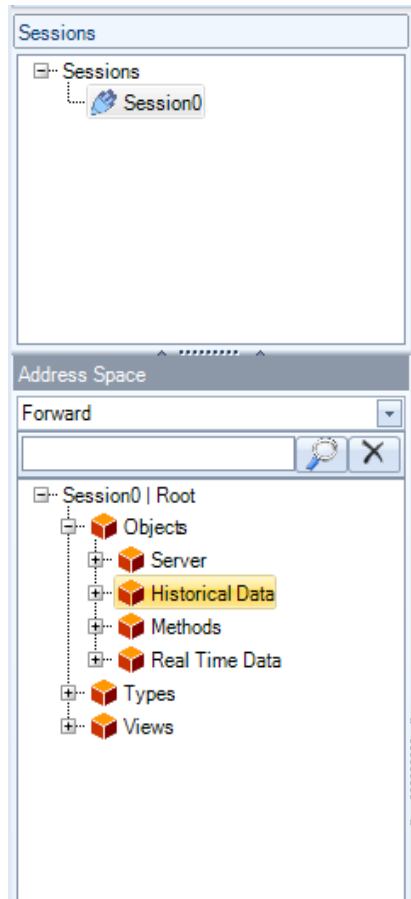 Sessions
Sessions
Session0
Address Space
Forward
Session0 | Root
Objects
Server
Historical Data
Methods
Real Time Data
Types
Views